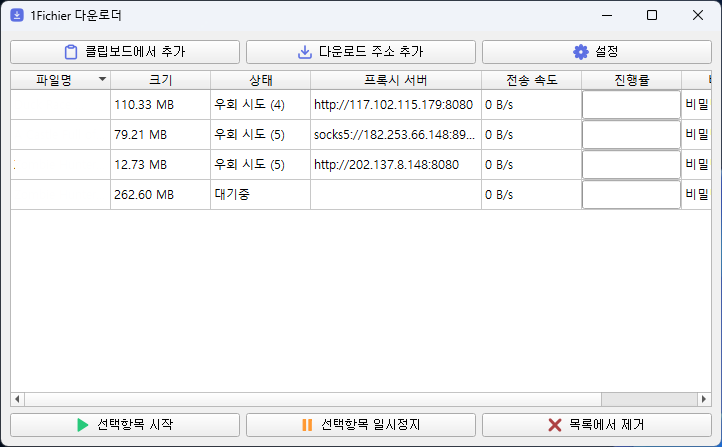 1Fichier 다운로더
클립보드에서 추가 다운로드 주소 추가 설정
파일명 크기 상태 프록시 서버 전송 속도 진행률
110.33 MB 우회 시도 (4) http://117.102.115.179:8080 0 B/s 비밀
79.21 MB 우회 시도 (5) socks5://182.253.66.148:89... 0 B/s 비밀
12.73 MB 우회 시도 (5) http://202.137.8.148:8080 0 B/s 비밀
262.60 MB 대기중 0 B/s 비밀
선택항목 시작 선택항목 일시정지 목록에서 제거